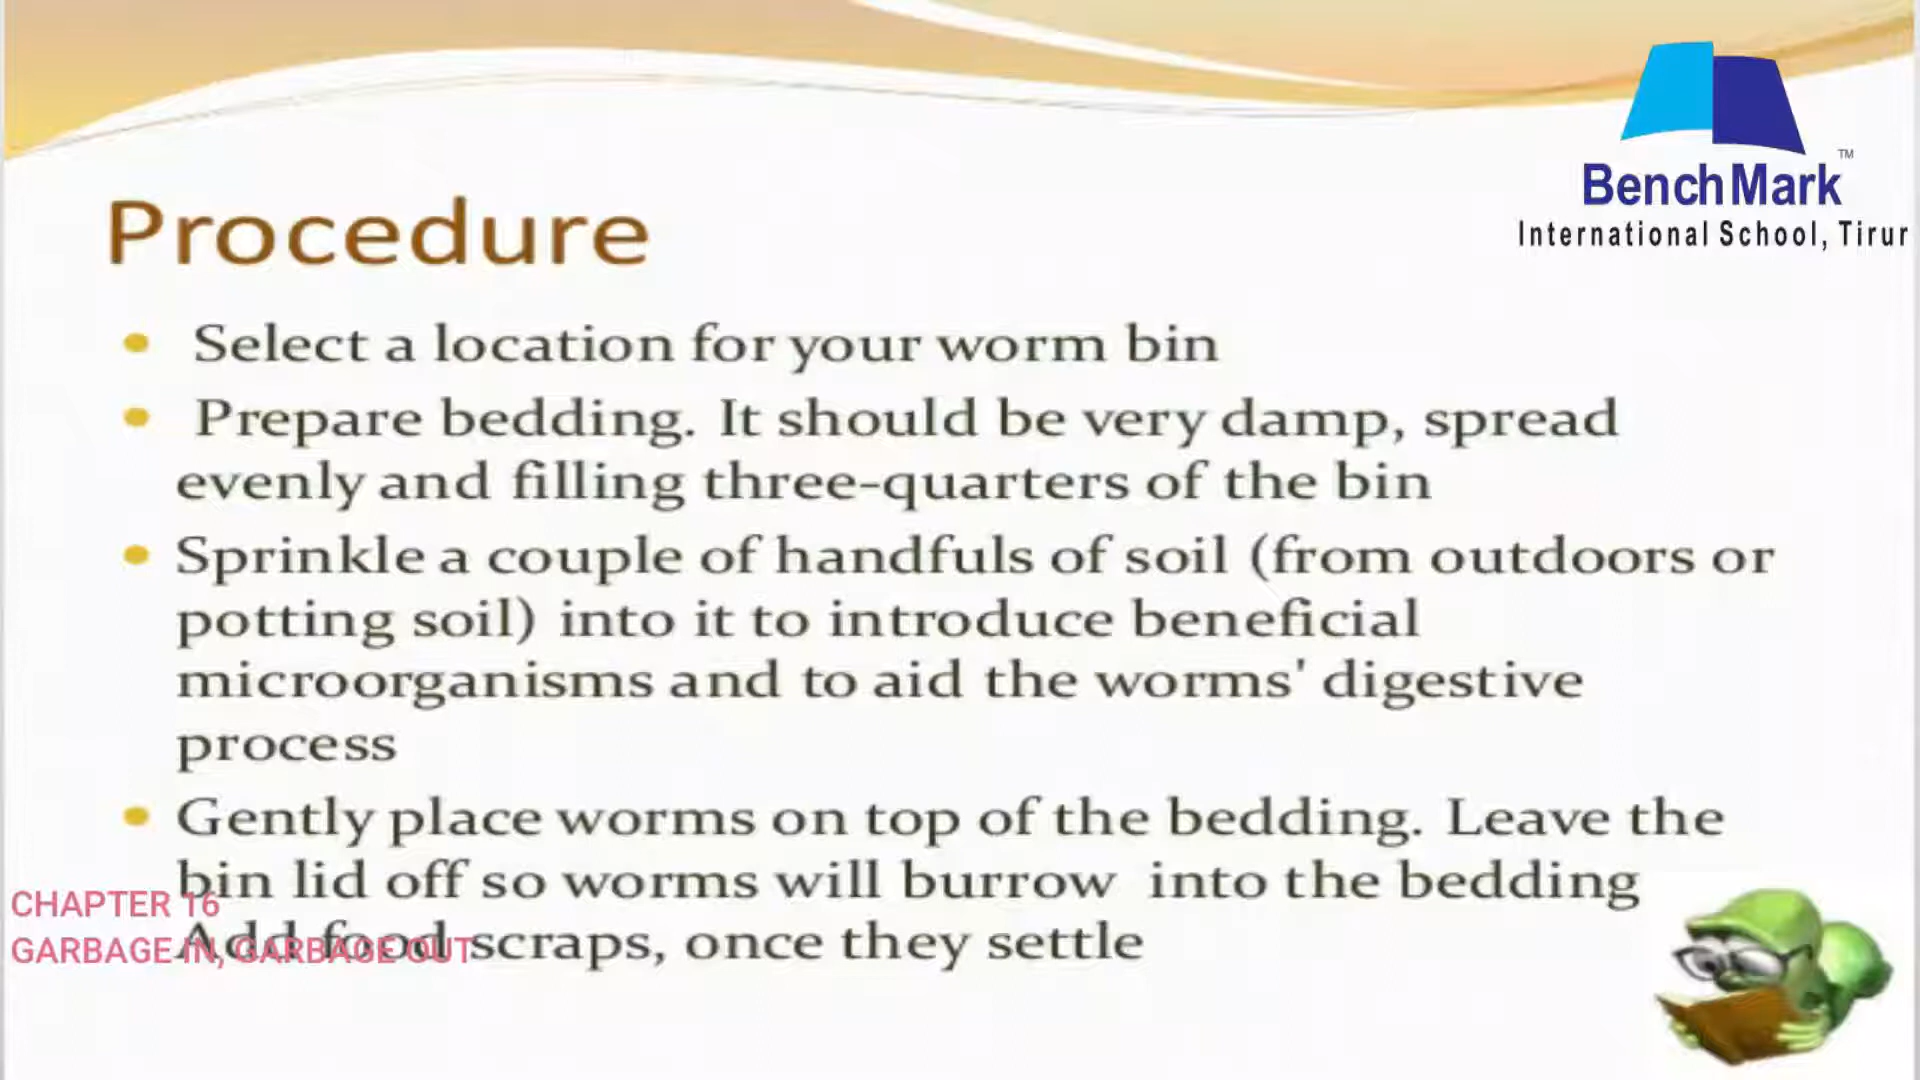 BenchMark
TM
International School, Tirur
Procedure
• Select a location for your worm bin
• Prepare bedding. It should be very damp, spread
evenly and filling three-quarters of the bin
• Sprinkle a couple of handfuls of soil (from outdoors or
potting soil) into it to introduce beneficial
microorganisms and to aid the worms' digestive
process
• Gently place worms on top of the bedding. Leave the
bin lid off so worms will burrow into the bedding
Add food scraps, once they settle
CHAPTER 16
GARBAGE IN, GARBAGE OUT